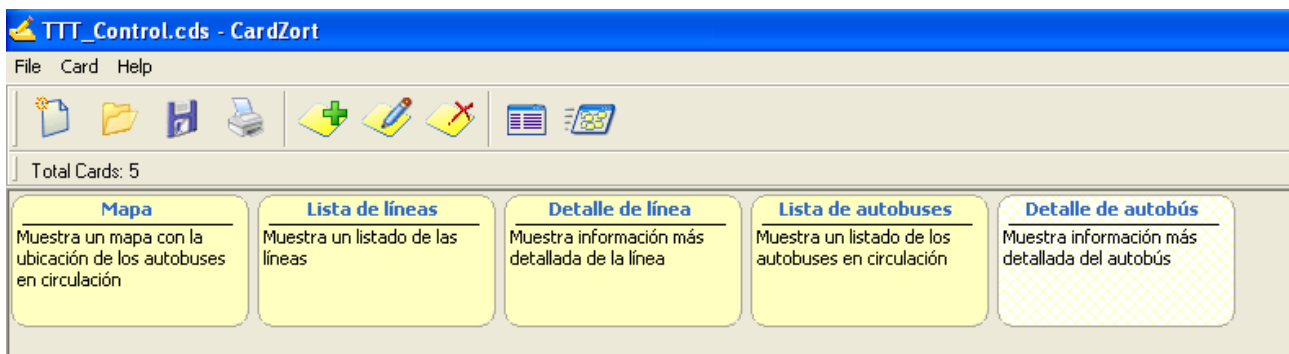 TTT_Control.cds - CardZort
File Card Help
Total Cards: 5
Mapa
Muestra un mapa con la
ubicación de los autobuses
en circulación
Lista de líneas
Muestra un listado de las
líneas
Detalle de línea
Muestra información más
detallada de la línea
Lista de autobuses
Muestra un listado de los
autobuses en circulación
Detalle de autobús
Muestra información más
detallada del autobús